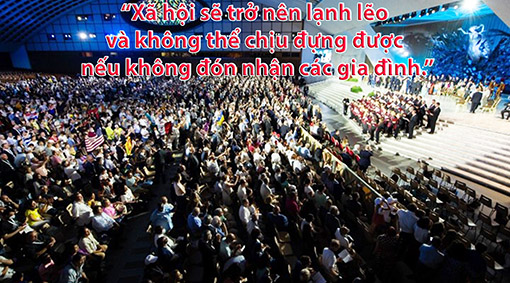 “Xã hội sẽ trở nên lạnh lẽo
và không thể chịu đựng được
nếu không đón nhận các gia đình.”